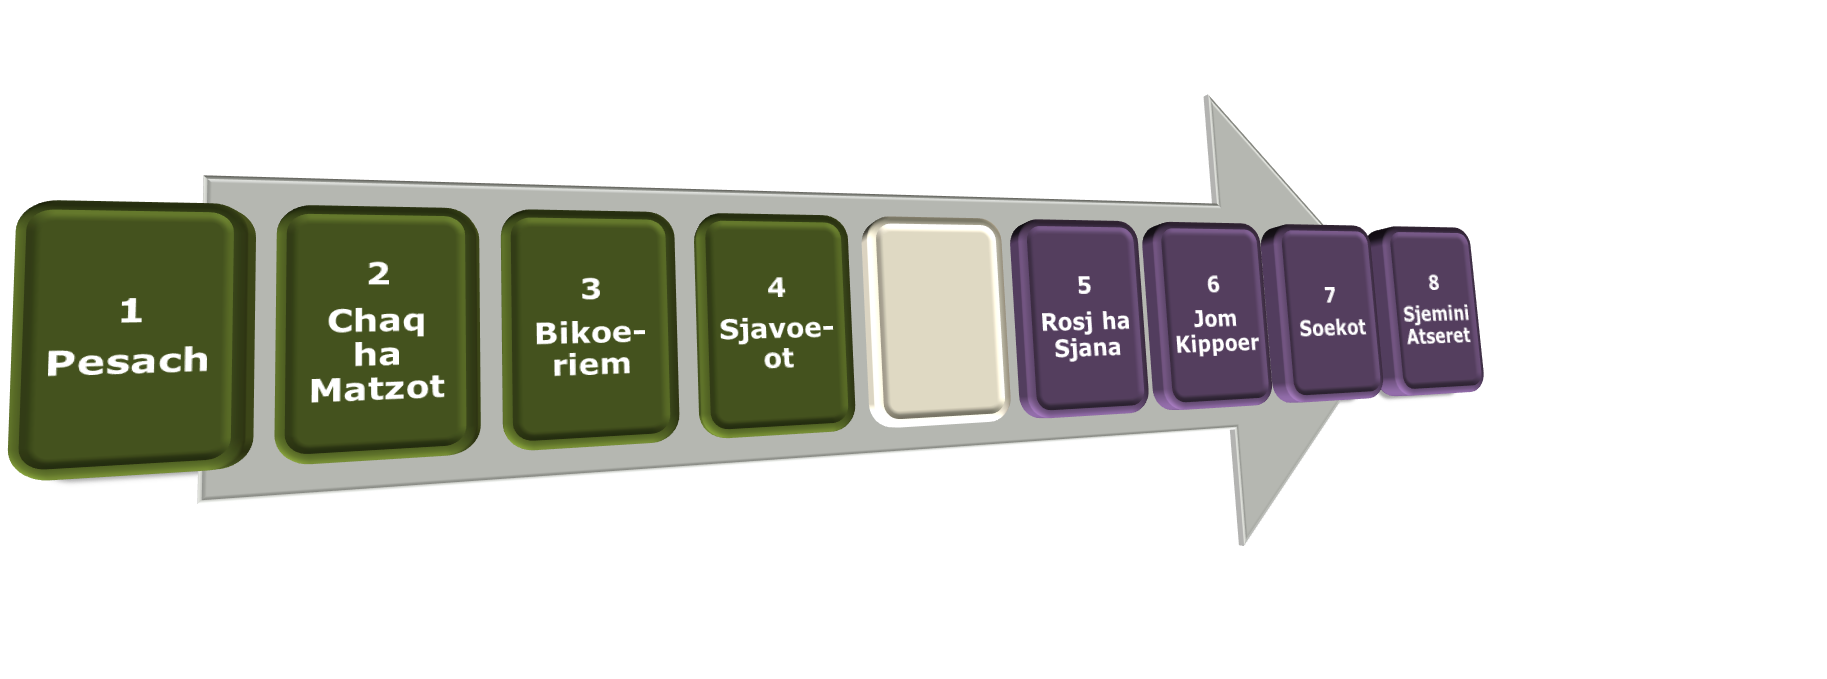 1
Pesach
2
Chaq
ha
Matzot
3
Bikoe-
riem
4
Sjavoe-
ot
5
Rosj ha
Sjana
6
Jom
Kippoer
7
Soekot
8
Sjemini
Atseret